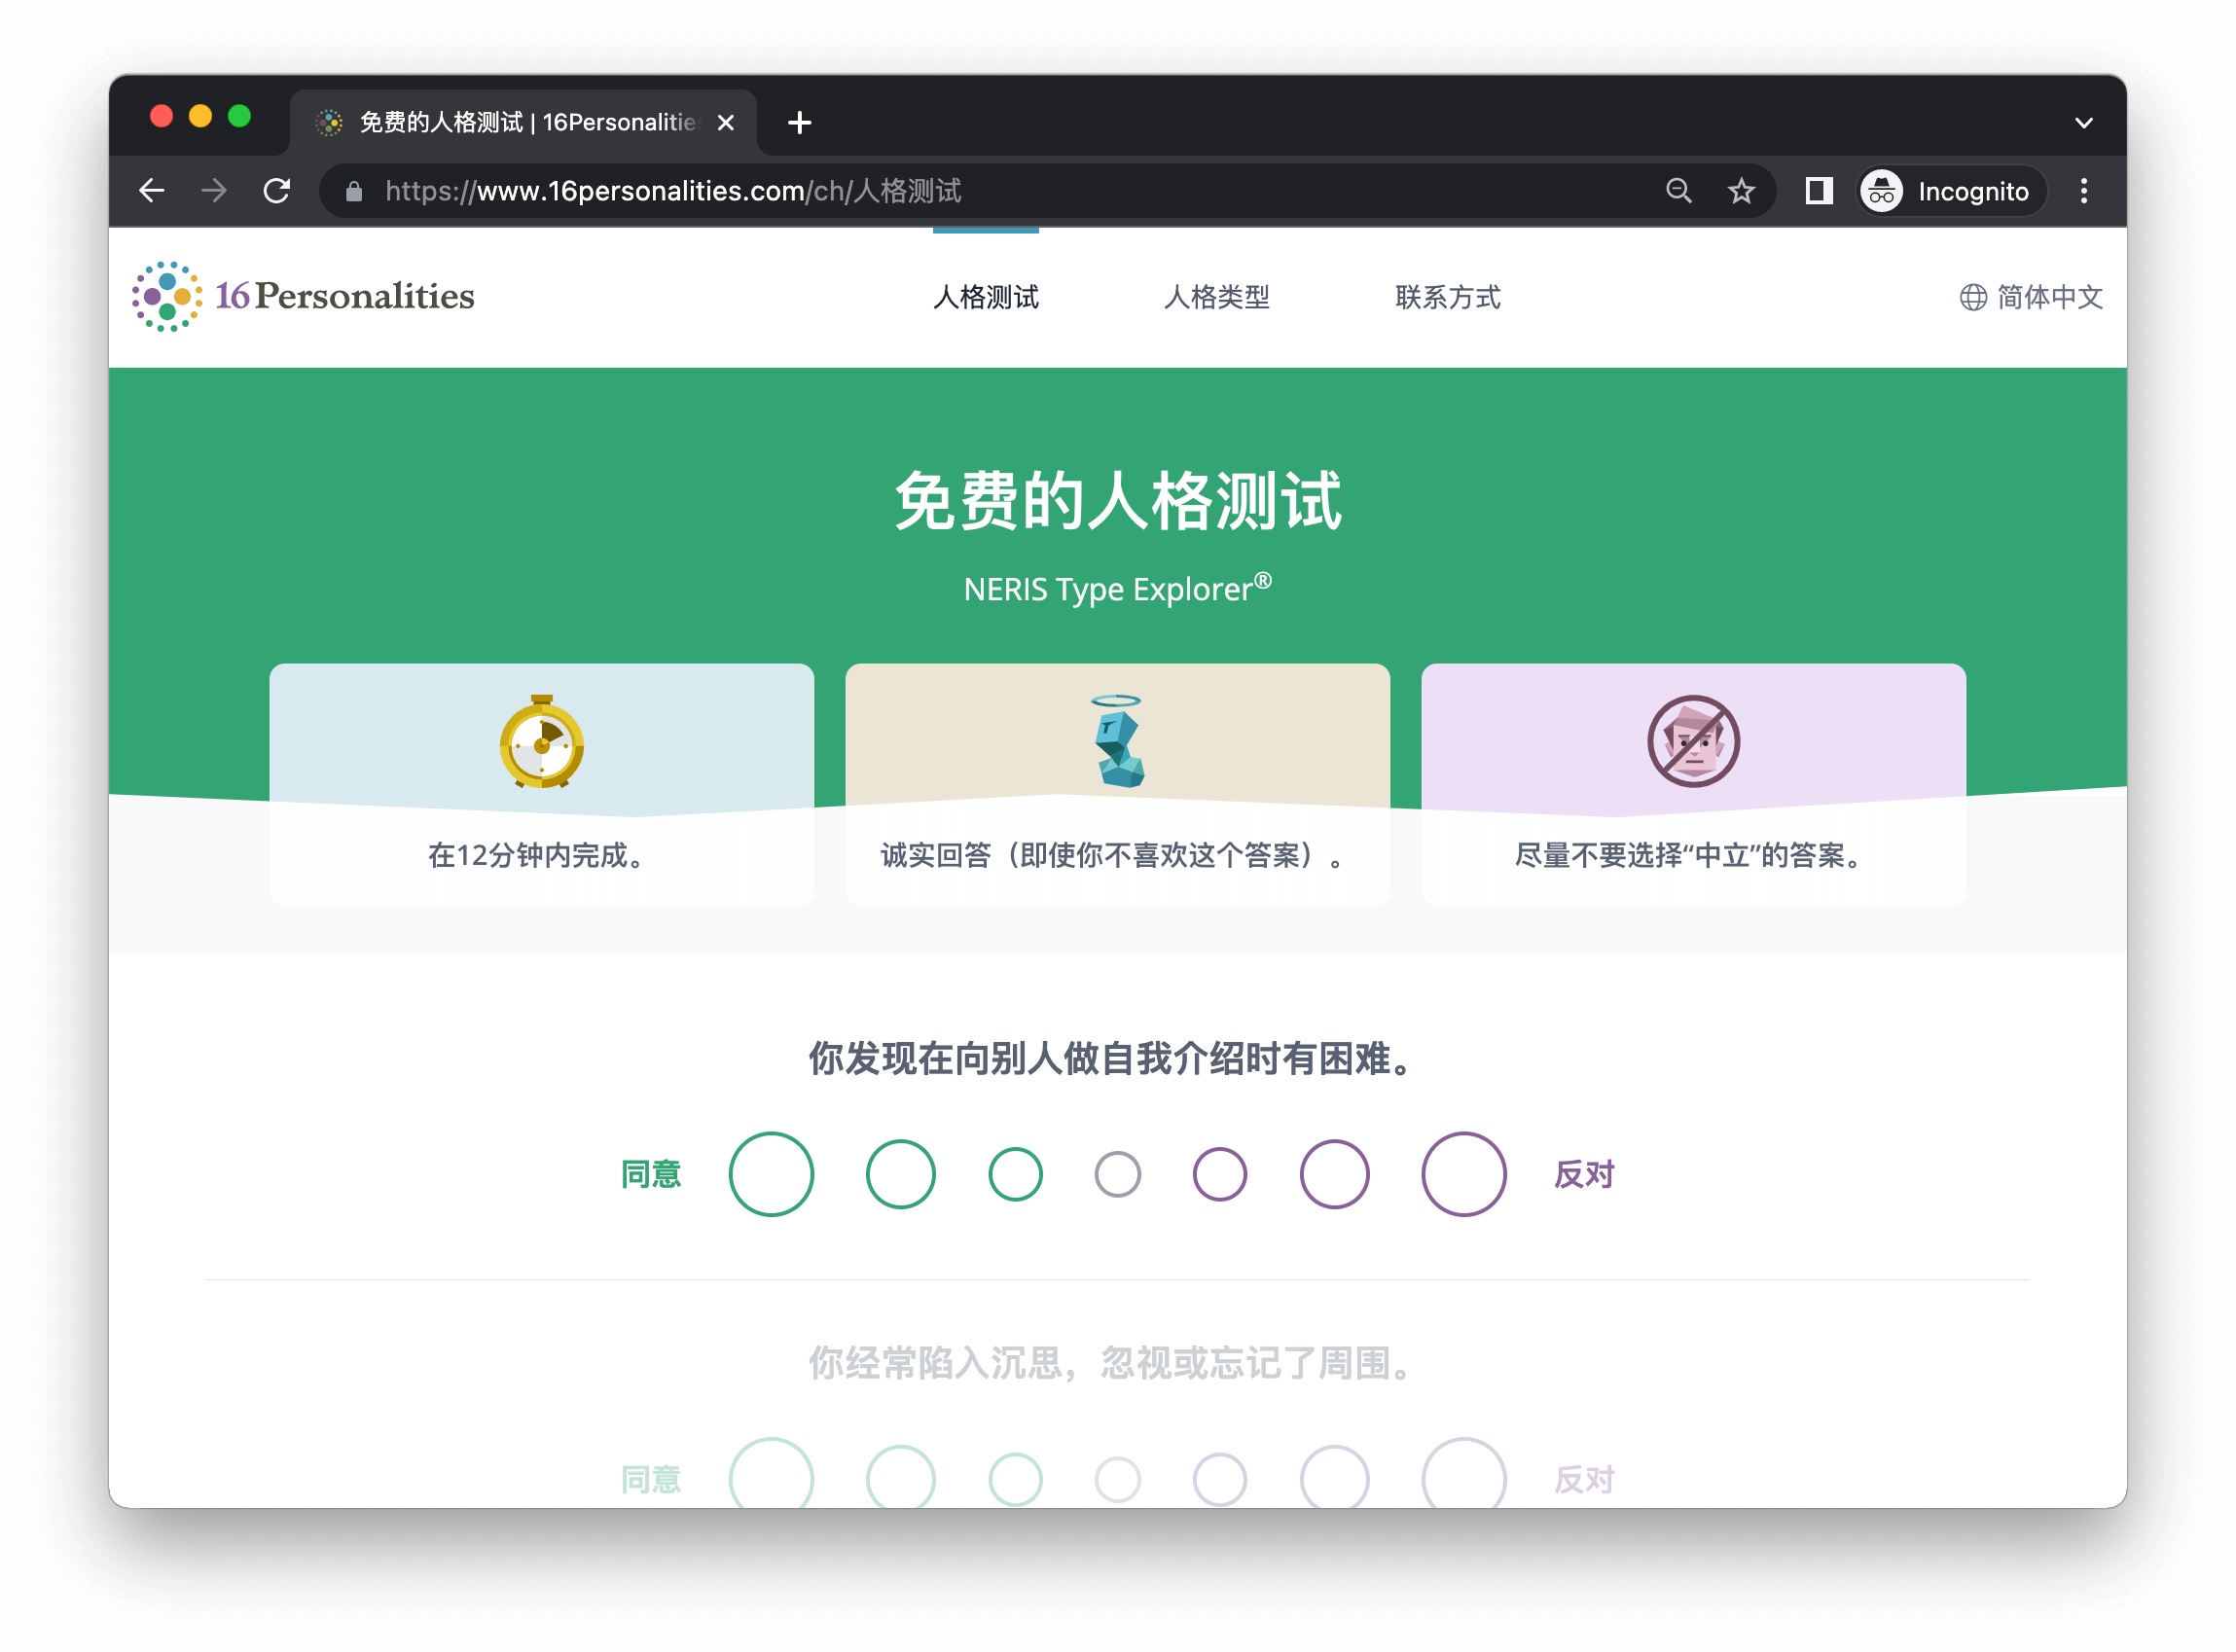 免费的人格测试 | 16Personalities
https://www.16personalities.com/ch/人格测试
Incognito
16Personalities
人格测试
人格类型
联系方式
简体中文
免费的人格测试
NERIS Type Explorer®
在12分钟内完成。
诚实回答（即使你不喜欢这个答案）。
尽量不要选择“中立”的答案。
你发现在向别人做自我介绍时有困难。
同意 反对
你经常陷入沉思，忽视或忘记了周围。
同意 反对